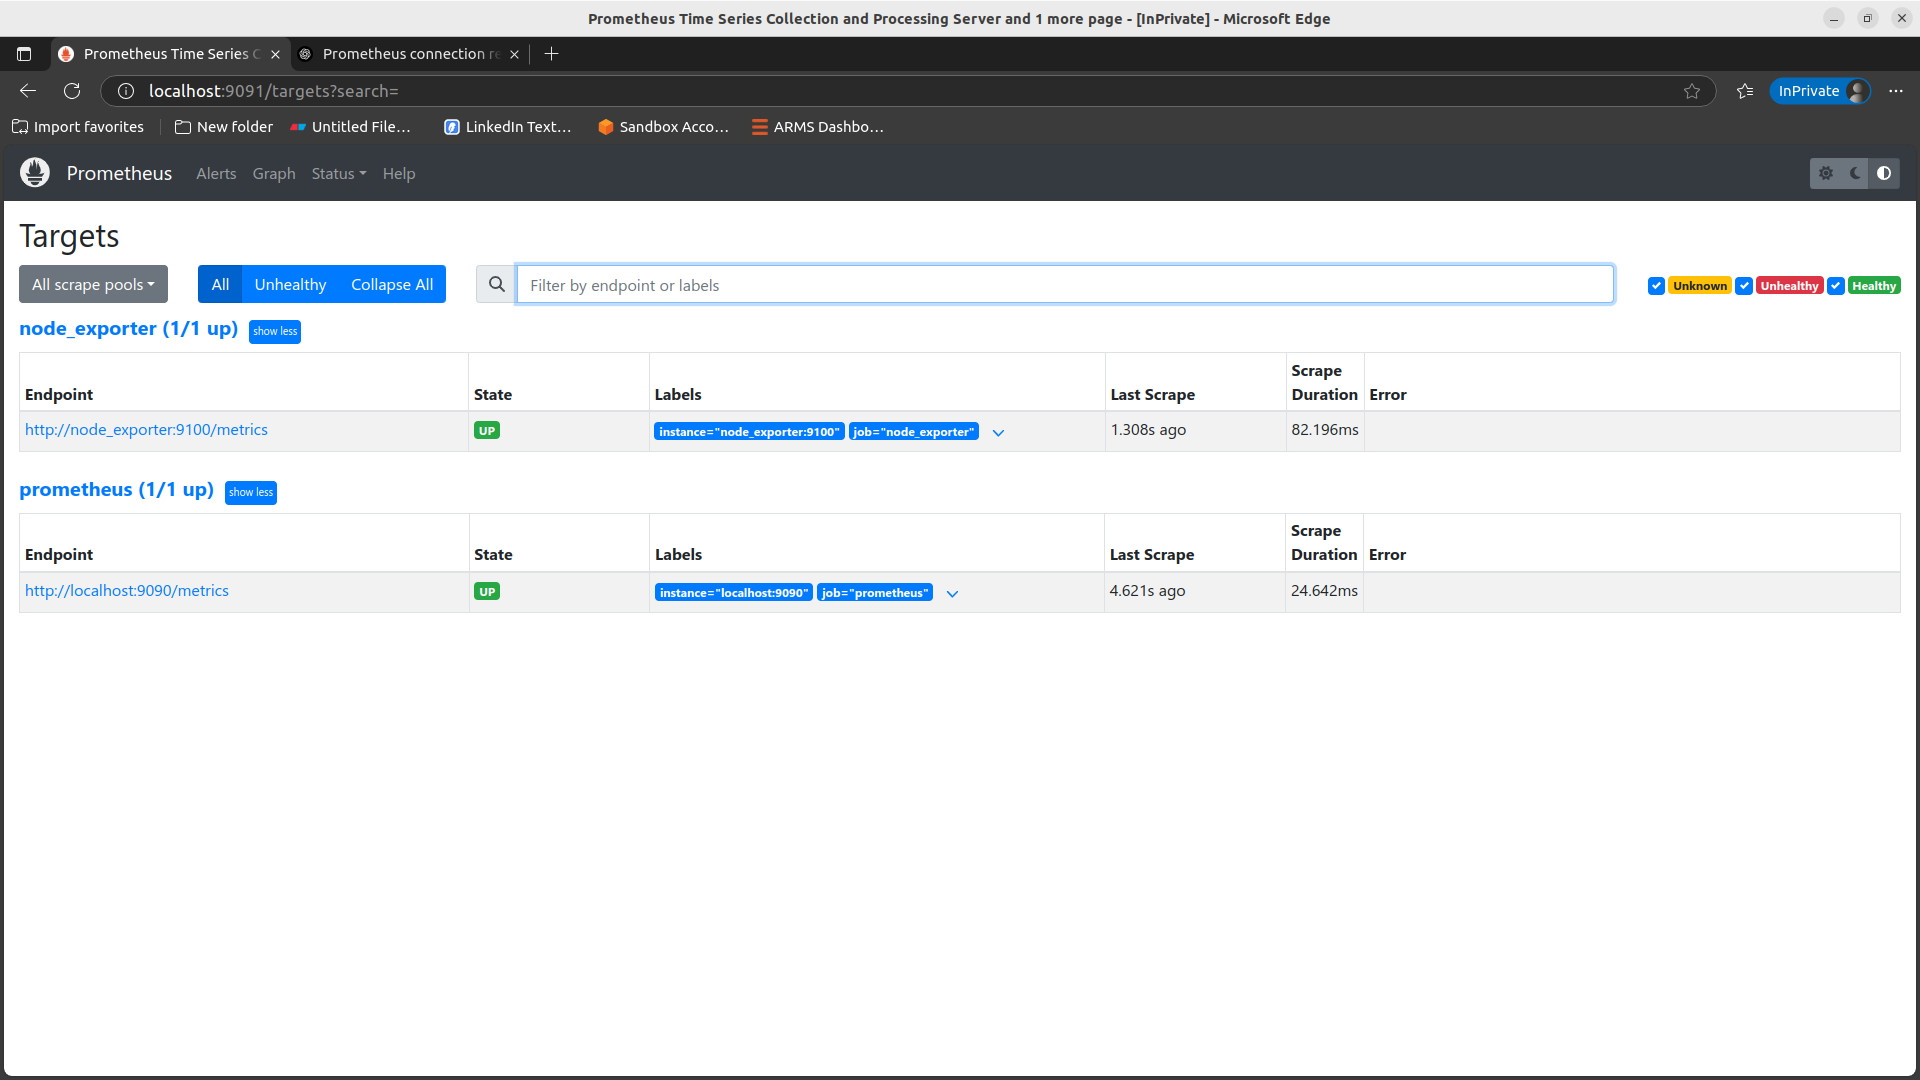 Prometheus Time Series Collection and Processing Server and 1 more page - [InPrivate] - Microsoft Edge
Prometheus Time Series C
Prometheus connection re
localhost:9091/targets?search=
InPrivate
Import favorites
New folder
Untitled File...
LinkedIn Text...
Sandbox Acco...
ARMS Dashbo...
Prometheus
Alerts
Graph
Status
Help
Targets
All scrape pools
All
Unhealthy
Collapse All
Filter by endpoint or labels
Unknown
Unhealthy
Healthy
node_exporter (1/1 up) show less
Endpoint State Labels Last Scrape Scrape Duration Error
http://node_exporter:9100/metrics UP instance="node_exporter:9100" job="node_exporter" 1.308s ago 82.196ms
prometheus (1/1 up) show less
Endpoint State Labels Last Scrape Scrape Duration Error
http://localhost:9090/metrics UP instance="localhost:9090" job="prometheus" 4.621s ago 24.642ms